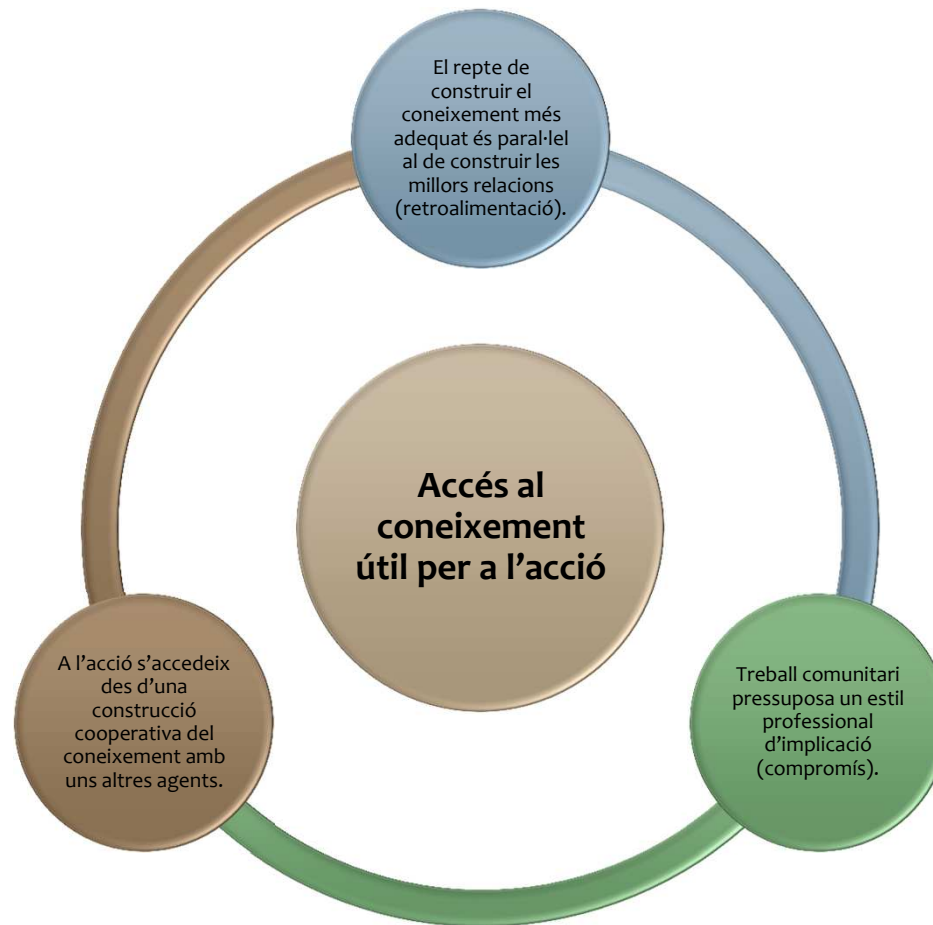 El repte de
construir el
coneixement més
adequat és paral·lel
al de construir les
millors relacions
(retroalimentació).
Accés al
coneixement
útil per a l’acció
A l’acció s’accedeix
des d’una
construcció
cooperativa del
coneixement amb
uns altres agents.
Treball comunitari
pressuposa un estil
professional
d’implicació
(compromís).